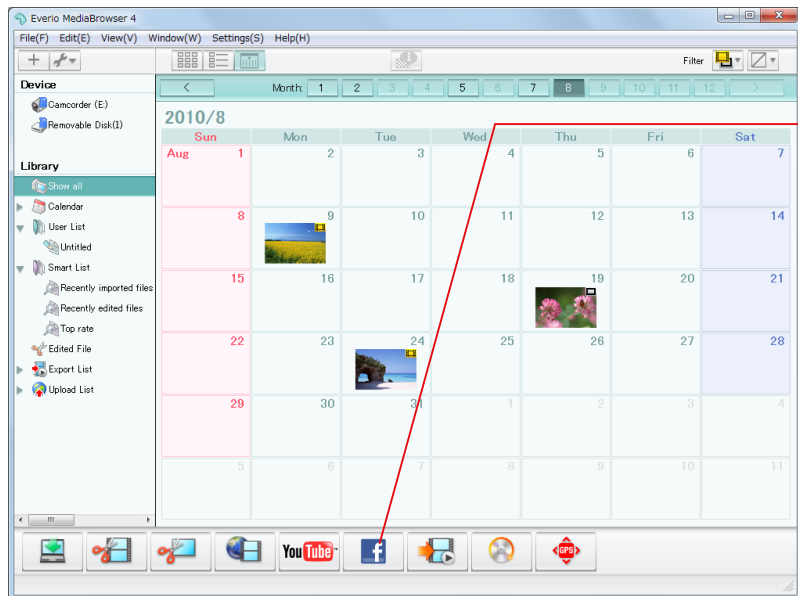 Everio MediaBrowser 4
File(F) Edit(E) View(V) Window(W) Settings(S) Help(H)
Filter
Device
Camcorder (E:)
Removable Disk(I)
Library
Show all
Calendar
User List
Untitled
Smart List
Recently imported files
Recently edited files
Top rate
Edited File
Export List
Upload List
< Month: 1 2 3 4 5 6 7 8 9 10 11 12 >
2010/8
Sun Mon Tue Wed Thu Fri Sat
Aug 1 2 3 4 5 6 7
8 9 10 11 12 13 14
15 16 17 18 19 20 21
22 23 24 25 26 27 28
29 30 31 1 2 3 4
5 6 7 8 9 10 11
YouTube f GPS